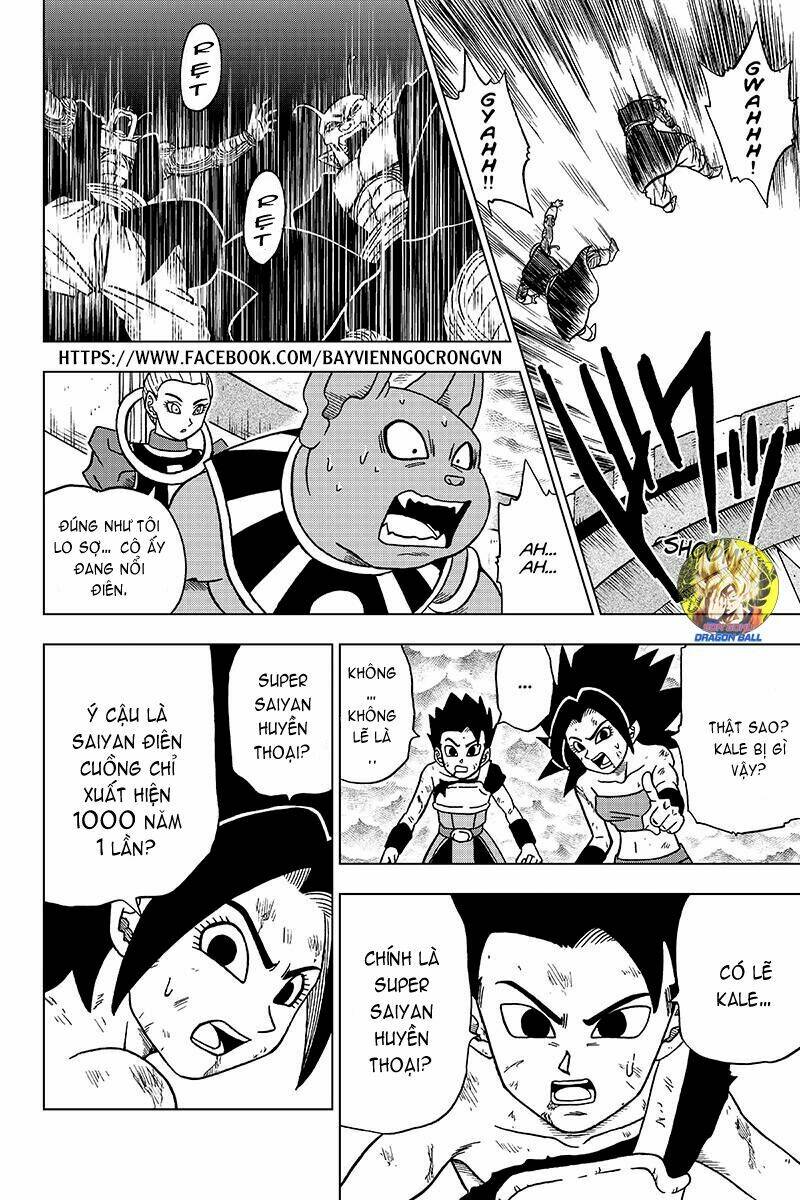 GWAHHH!
GYAHH!!
RẸT
RẸT
HTTPS://WWW.FACEBOOK.COM/BAYVIENNGOCRONGVN
SHOO
DRAGON BALL
AH...
AH...
ĐÚNG NHƯ TÔI
LO SỢ... CÔ ẤY
ĐANG NỔI
ĐIÊN.
THẬT SAO?
KALE BỊ GÌ
VẬY?
...
KHÔNG
...
KHÔNG
LẼ LÀ
..
SUPER
SAIYAN
HUYỀN
THOẠI?
Ý CẬU LÀ
SAIYAN ĐIÊN
CUỒNG CHỈ
XUẤT HIỆN
1000 NĂM
1 LẦN?
CÓ LẼ
KALE...
CHÍNH LÀ
SUPER
SAIYAN
HUYỀN
THOẠI?